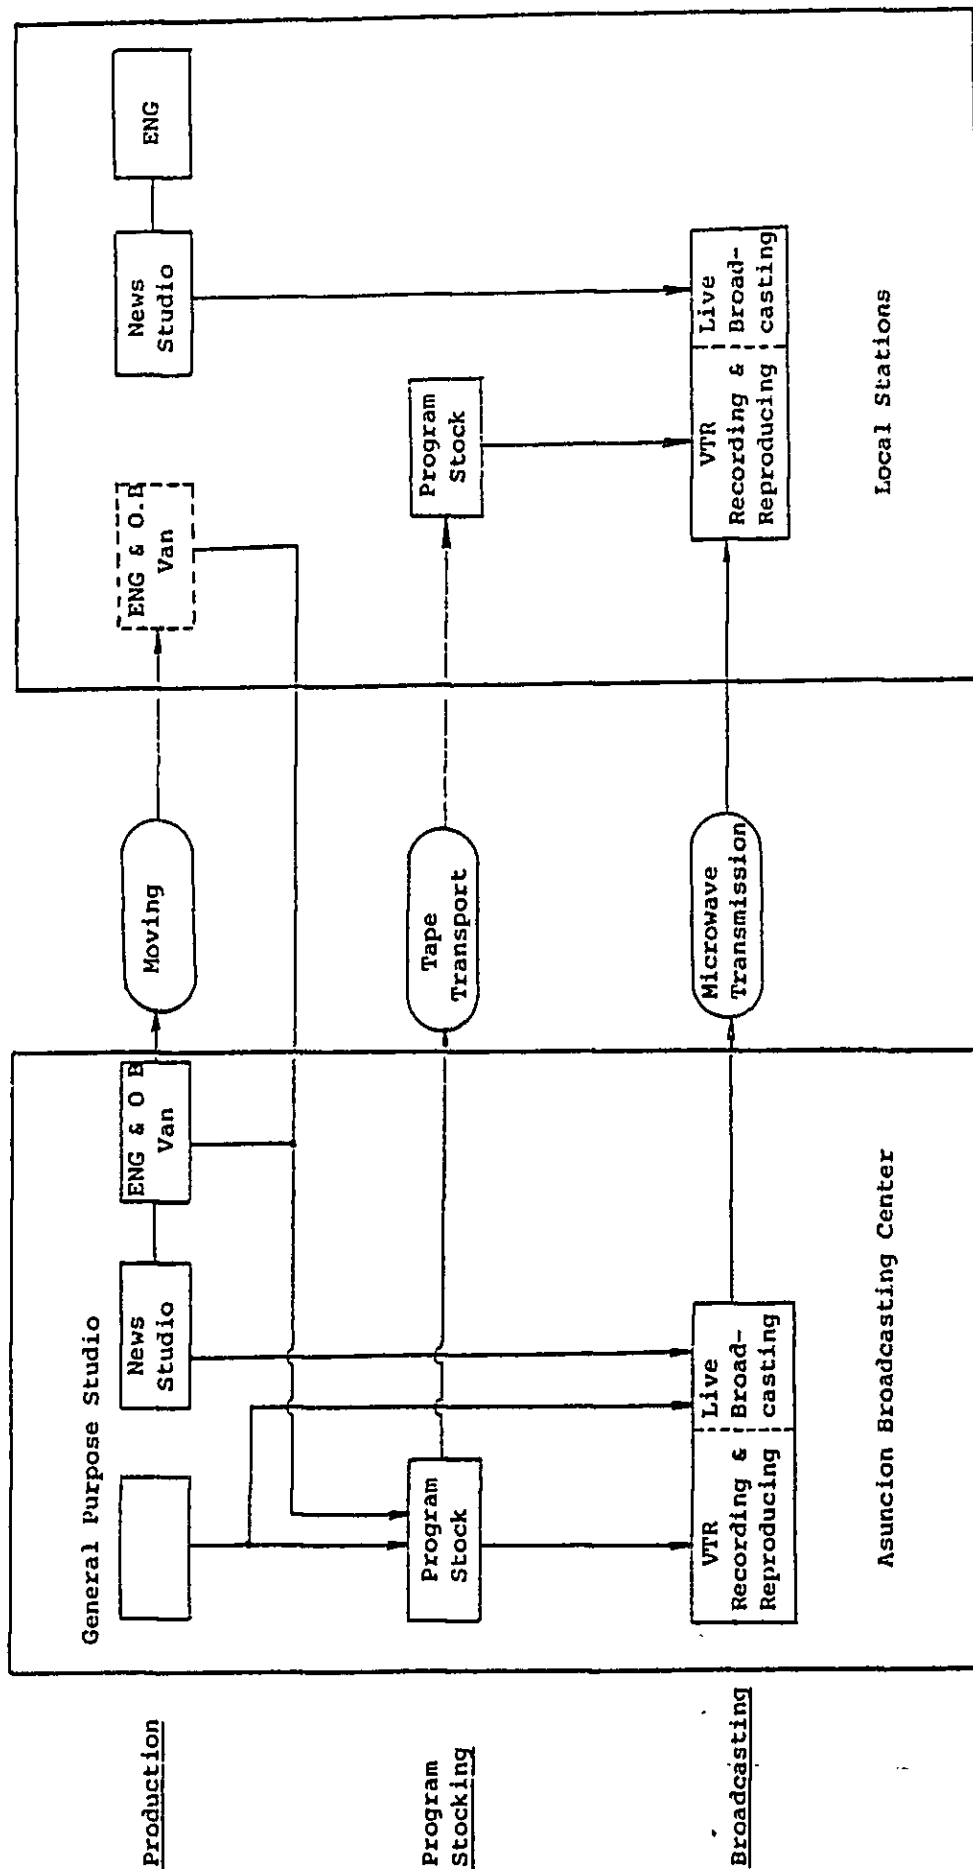 Production
Program
Stocking
Broadcasting
General Purpose Studio
News
Studio
ENG & O B
Van
Program
Stock
VTR
Recording &
Reproducing
Live
Broad-
casting
Asuncion Broadcasting Center
Moving
Tape
Transport
Microwave
Transmission
ENG & O.B
Van
News
Studio
ENG
Program
Stock
VTR
Recording &
Reproducing
Live
Broad-
casting
Local Stations